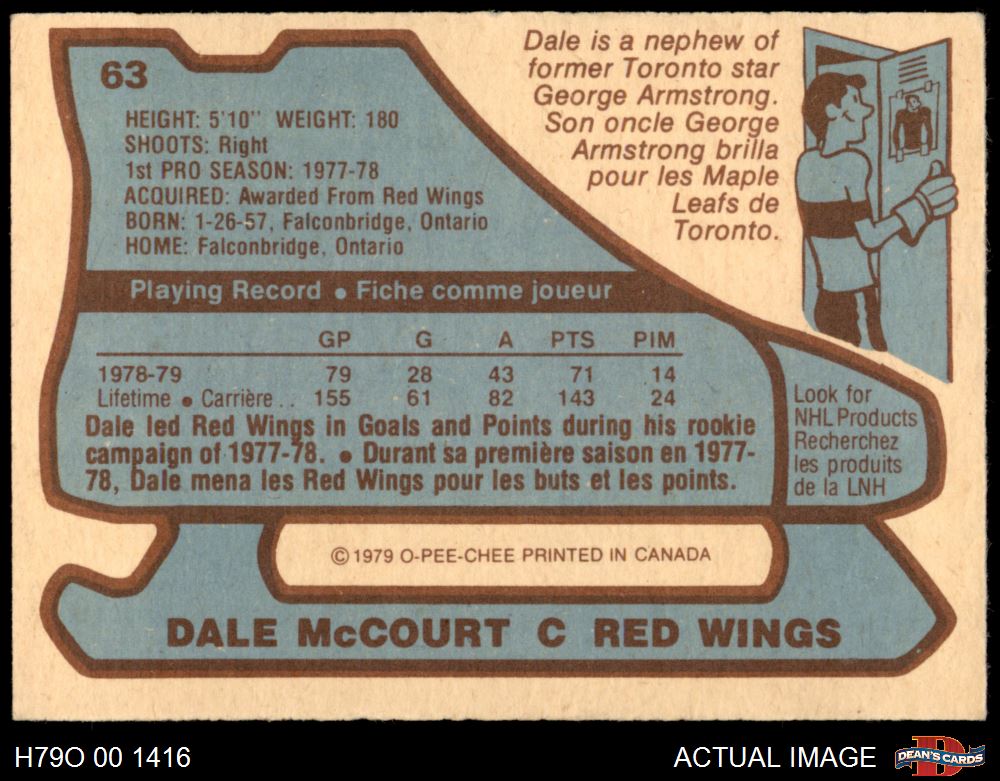 63
HEIGHT: 5'10" WEIGHT: 180
SHOOTS: Right
1st PRO SEASON: 1977-78
ACQUIRED: Awarded From Red Wings
BORN: 1-26-57, Falconbridge, Ontario
HOME: Falconbridge, Ontario
Dale is a nephew of
former Toronto star
George Armstrong.
Son oncle George
Armstrong brilla
pour les Maple
Leafs de
Toronto.
Playing Record • Fiche comme joueur
GP G A PTS PIM
1978-79 79 28 43 71 14
Lifetime • Carrière . . 155 61 82 143 24
Dale led Red Wings in Goals and Points during his rookie
campaign of 1977-78. • Durant sa première saison en 1977-
78, Dale mena les Red Wings pour les buts et les points.
Look for
NHL Products
Recherchez
les produits
de la LNH
© 1979 O-PEE-CHEE PRINTED IN CANADA
DALE McCOURT C RED WINGS
H79O 00 1416
ACTUAL IMAGE
DEAN'S CARDS